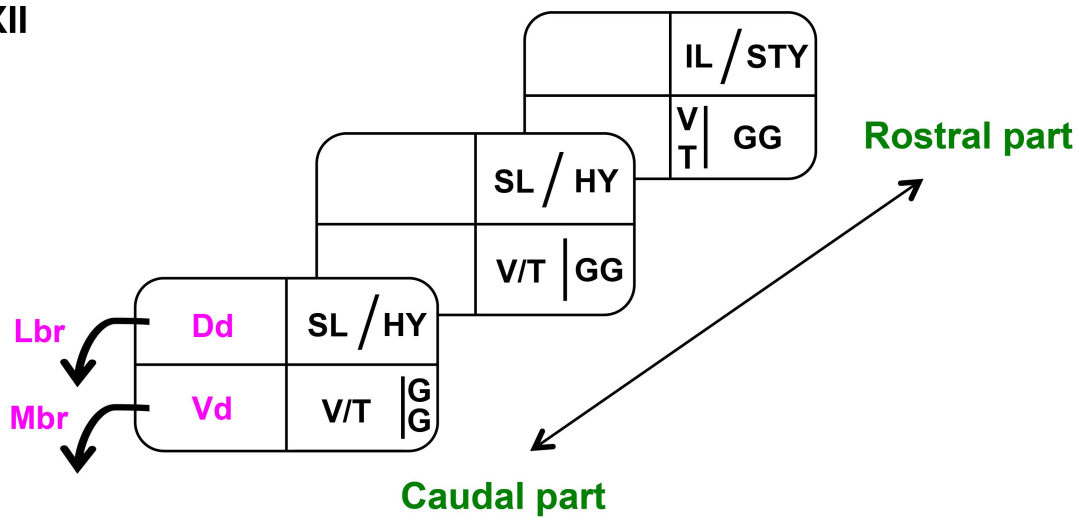 XII
IL / STY
V
T
GG
Rostral part
SL / HY
V/T | GG
Lbr
Dd
SL / HY
Mbr
Vd
V/T
G
G
Caudal part